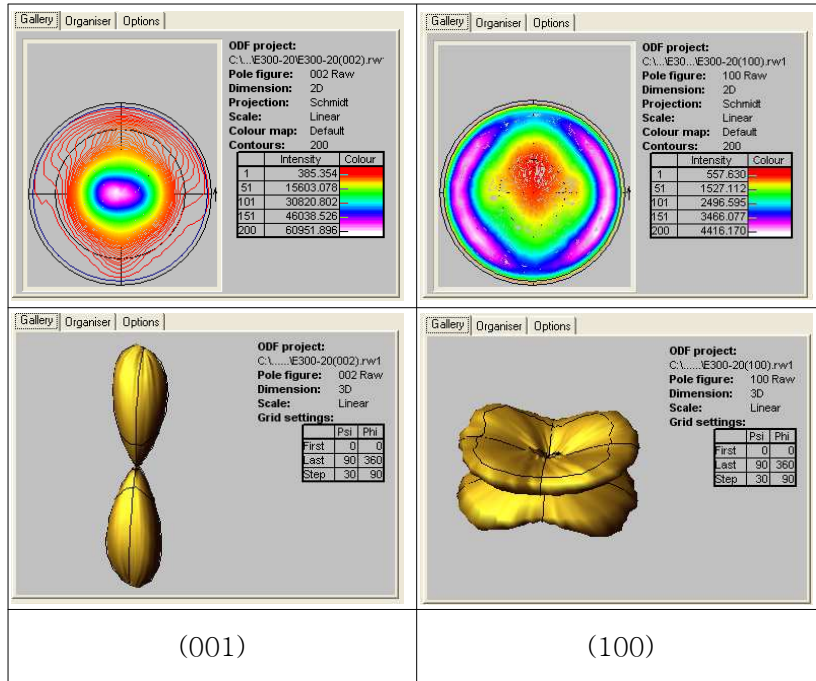 Gallery Organiser Options
ODF project:
C:\...\E300-20\E300-20(002).rw
Pole figure: 002 Raw
Dimension: 2D
Projection: Schmidt
Scale: Linear
Colour map: Default
Contours: 200
Intensity Colour
1 385.354
51 15603.078
101 30820.802
151 46038.526
200 60951.896
Gallery Organiser Options
ODF project:
C:\...E30...E300-20(100).rw1
Pole figure: 100 Raw
Dimension: 2D
Projection: Schmidt
Scale: Linear
Colour map: Default
Contours: 200
Intensity Colour
1 557.630
51 1527.112
101 2496.595
151 3466.077
200 4416.170
Gallery Organiser Options
ODF project:
C:\......\E300-20(002).rw1
Pole figure: 002 Raw
Dimension: 3D
Scale: Linear
Grid settings:
Psi Phi
First 0 0
Last 90 360
Step 30 90
Gallery Organiser Options
ODF project:
C:\......\E300-20(100).rw1
Pole figure: 100 Raw
Dimension: 3D
Scale: Linear
Grid settings:
Psi Phi
First 0 0
Last 90 360
Step 30 90
(001)
(100)